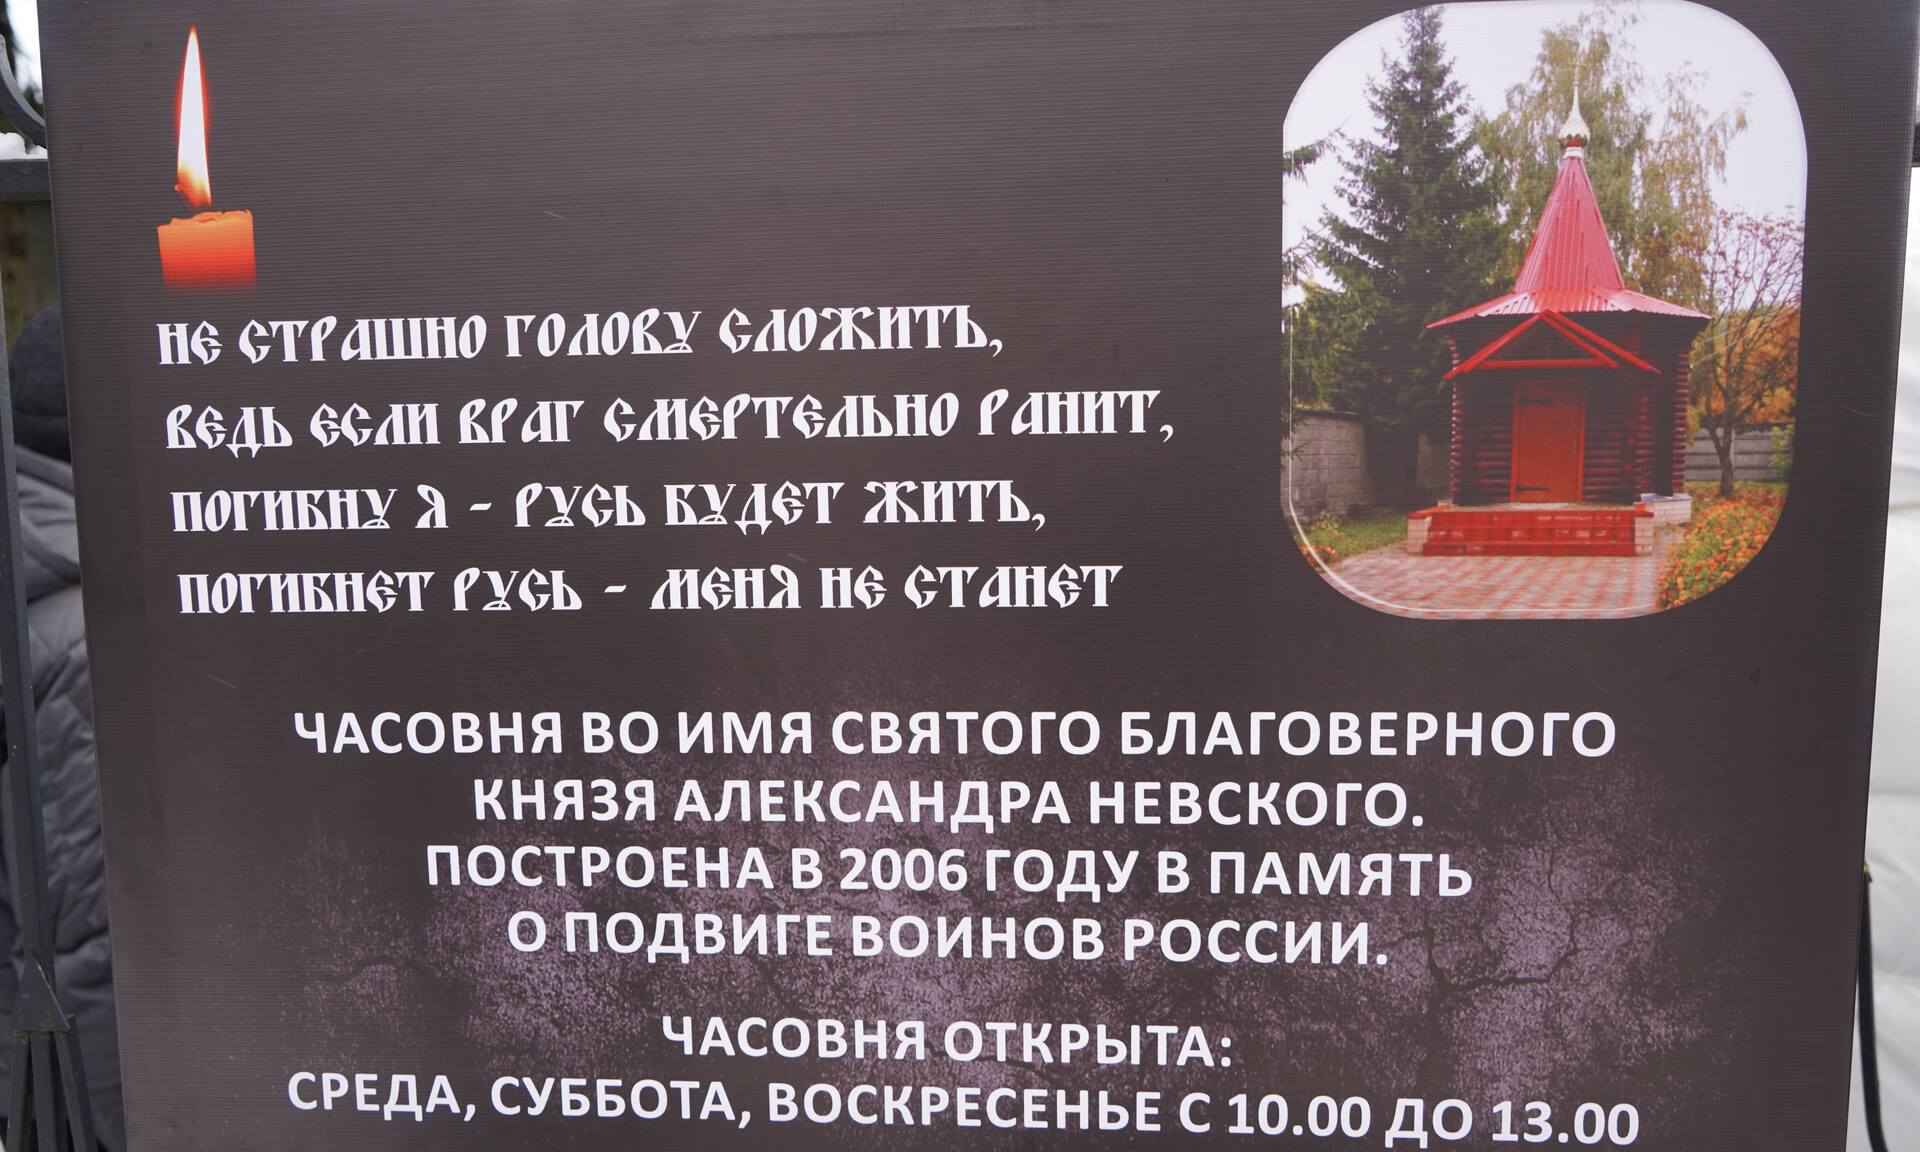 НЕ СТРАШНО ГОЛОВУ СЛОЖИТЬ,
ВЕДЬ ЕСЛИ ВРАГ СМЕРТЕЛЬНО РАНИТ,
ПОГИБНУ Я - РУСЬ БУДЕТ ЖИТЬ,
ПОГИБНЕТ РУСЬ - МЕНЯ НЕ СТАНЕТ
ЧАСОВНЯ ВО ИМЯ СВЯТОГО БЛАГОВЕРНОГО
КНЯЗЯ АЛЕКСАНДРА НЕВСКОГО.
ПОСТРОЕНА В 2006 ГОДУ В ПАМЯТЬ
О ПОДВИГЕ ВОИНОВ РОССИИ.
ЧАСОВНЯ ОТКРЫТА:
СРЕДА, СУББОТА, ВОСКРЕСЕНЬЕ С 10.00 ДО 13.00